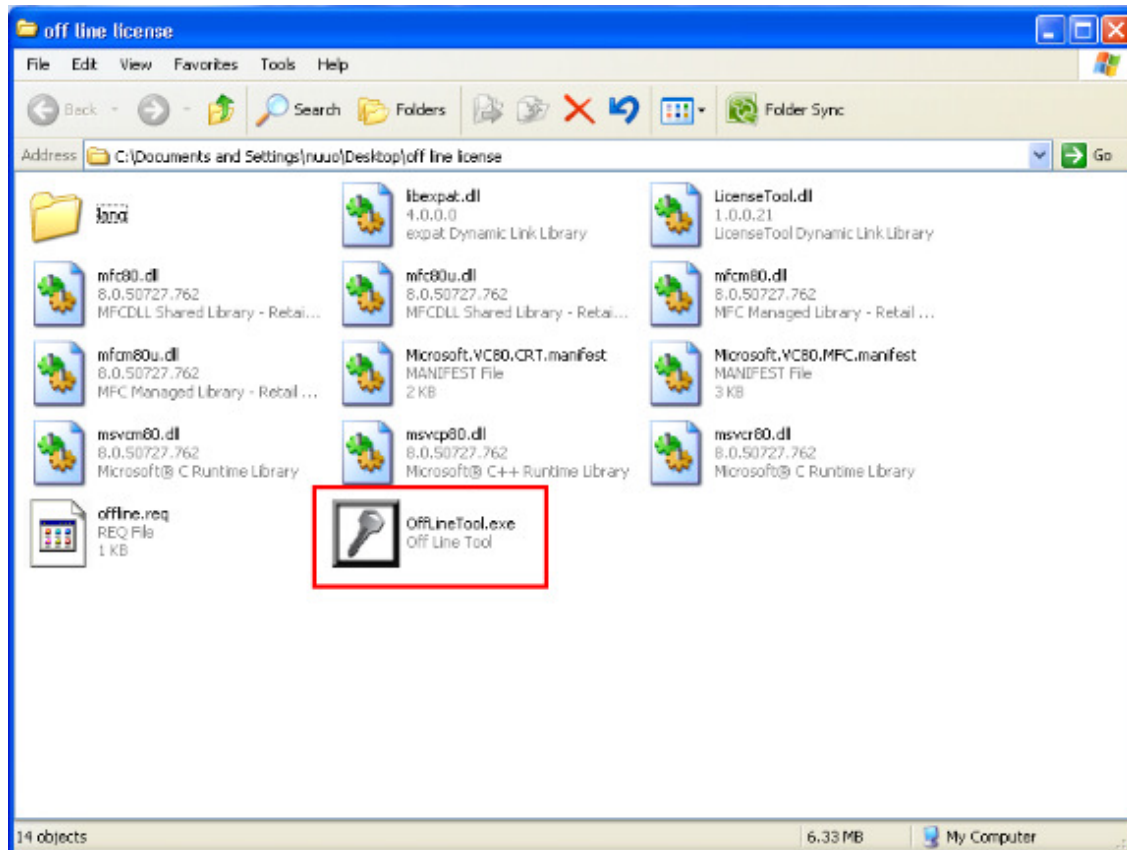 off line license
File Edit View Favorites Tools Help
Back Search Folders Folder Sync
Address C:\Documents and Settings\nuuo\Desktop\off line license Go
lang
libexpat.dll
4.0.0.0
expat Dynamic Link Library
LicenseTool.dll
1.0.0.21
LicenseTool Dynamic Link Library
mfc80.dll
8.0.50727.762
MFCDLL Shared Library - Retai...
mfc80u.dll
8.0.50727.762
MFCDLL Shared Library - Retai...
mfcm80.dll
8.0.50727.762
MFC Managed Library - Retail ...
mfcm80u.dll
8.0.50727.762
MFC Managed Library - Retail ...
Microsoft.VC80.CRT.manifest
MANIFEST File
2 KB
Microsoft.VC80.MFC.manifest
MANIFEST File
3 KB
msvcm80.dll
8.0.50727.762
Microsoft® C Runtime Library
msvcp80.dll
8.0.50727.762
Microsoft® C++ Runtime Library
msvcr80.dll
8.0.50727.762
Microsoft® C Runtime Library
offline.req
REQ File
1 KB
OffLineTool.exe
Off Line Tool
14 objects 6.33 MB My Computer